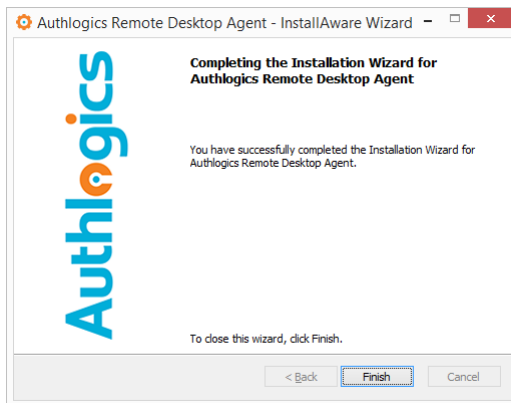 Authlogics Remote Desktop Agent - InstallAware Wizard
Authlogics
Completing the Installation Wizard for
Authlogics Remote Desktop Agent
You have successfully completed the Installation Wizard for
Authlogics Remote Desktop Agent.
To close this wizard, click Finish.
< Back
Finish
Cancel